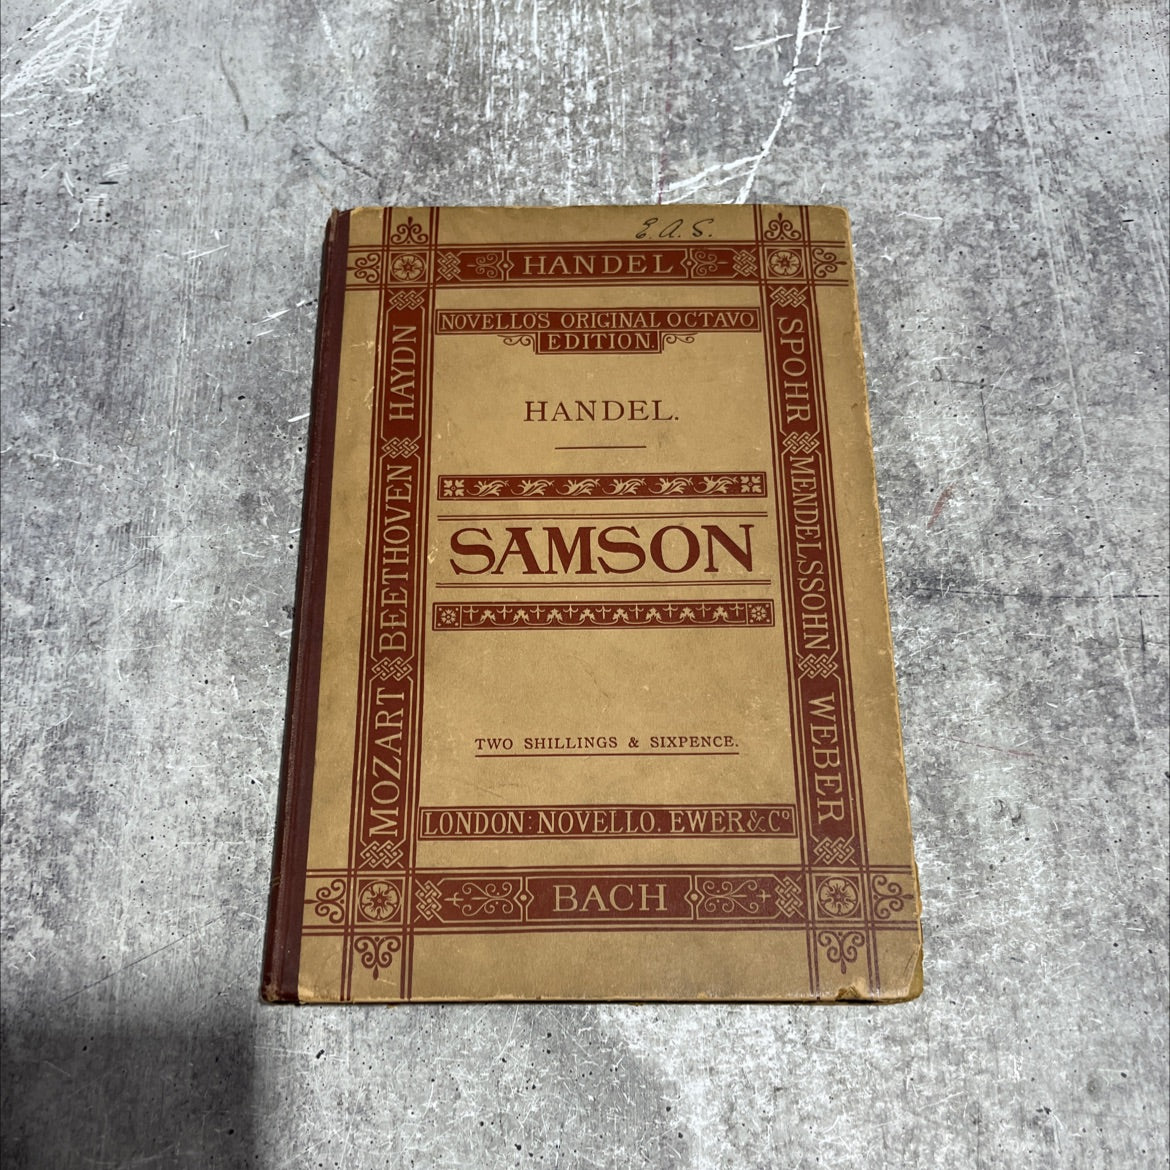 E. A. S.
HANDEL
NOVELLO'S ORIGINAL OCTAVO
EDITION.
HANDEL.
SAMSON
TWO SHILLINGS & SIXPENCE.
LONDON: NOVELLO, EWER & Cº
BACH
MOZART BEETHOVEN HAYDN
SPOHR MENDELSSOHN WEBER